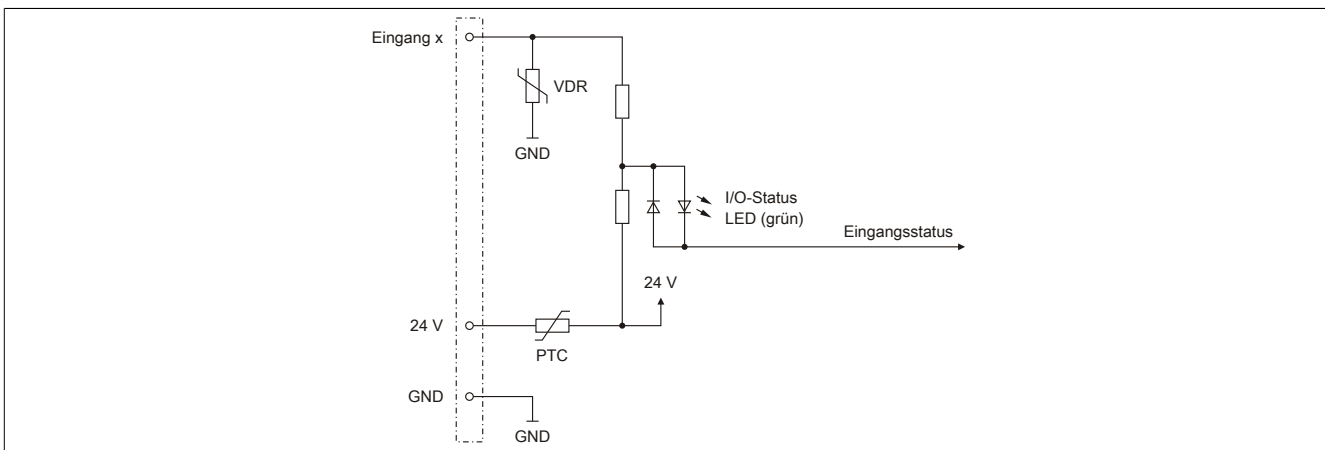 Eingang x
VDR
GND
I/O-Status
LED (grün)
Eingangsstatus
24 V
24 V
PTC
GND
GND